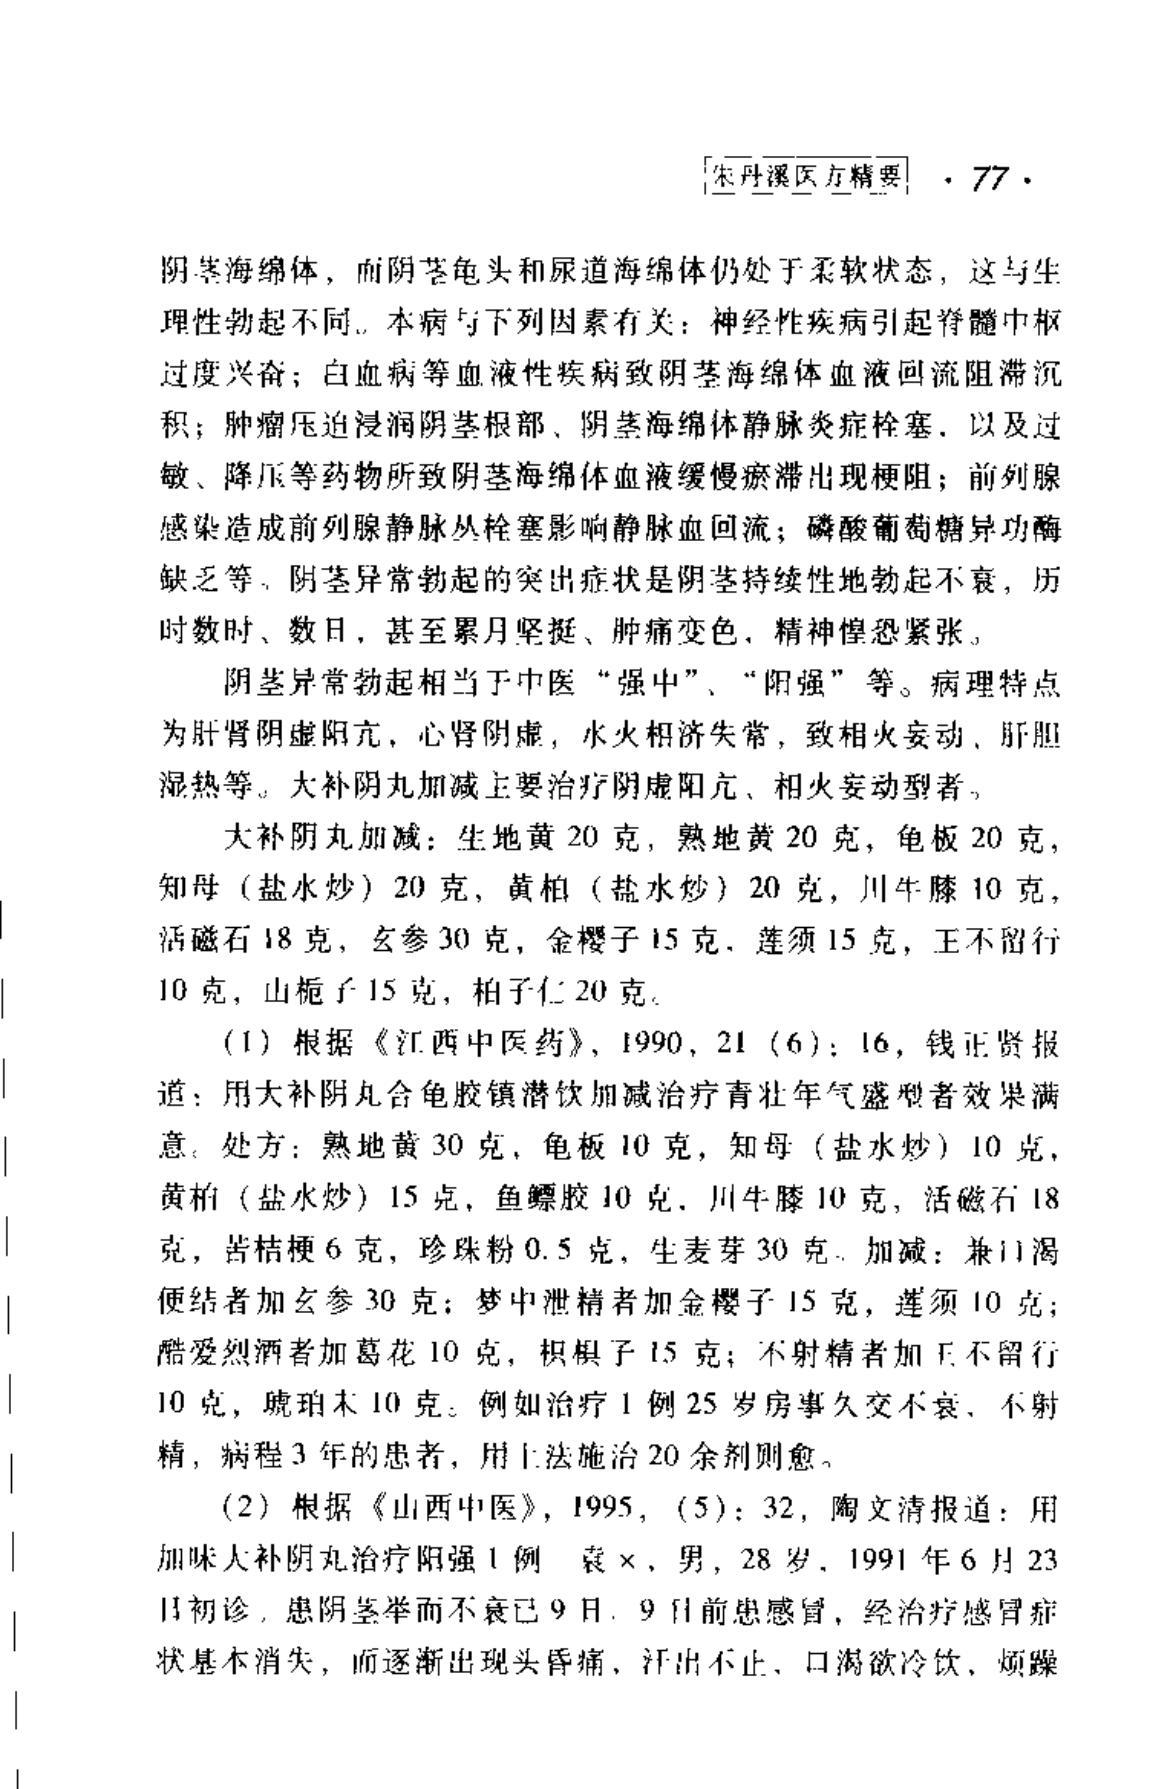 朱丹溪医方精要 · 77 ·
阴茎海绵体，而阴茎龟头和尿道海绵体仍处于柔软状态，这与生
理性勃起不同。本病与下列因素有关：神经性疾病引起脊髓中枢
过度兴奋；白血病等血液性疾病致阴茎海绵体血液回流阻滞沉
积；肿瘤压迫浸润阴茎根部、阴茎海绵体静脉炎症栓塞，以及过
敏、降压等药物所致阴茎海绵体血液缓慢瘀滞出现梗阻；前列腺
感染造成前列腺静脉丛栓塞影响静脉血回流；磷酸葡萄糖异功酶
缺乏等。阴茎异常勃起的突出症状是阴茎持续性地勃起不衰，历
时数时、数日，甚至累月坚挺、肿痛变色，精神惶恐紧张。
阴茎异常勃起相当于中医“强中”、“阳强”等。病理特点
为肝肾阴虚阳亢，心肾阴虚，水火相济失常，致相火妄动、肝胆
湿热等。大补阴丸加减主要治疗阴虚阳亢、相火妄动型者。
大补阴丸加减：生地黄 20 克，熟地黄 20 克，龟板 20 克，
知母（盐水炒）20 克，黄柏（盐水炒）20 克，川牛膝 10 克，
活磁石 18 克，玄参 30 克，金樱子 15 克，莲须 15 克，王不留行
10 克，山栀子 15 克，柏子仁 20 克。
（1）根据《江西中医药》，1990，21（6）：16，钱正贤报
道：用大补阴丸合龟胶镇潜饮加减治疗青壮年气盛型者效果满
意。处方：熟地黄 30 克，龟板 10 克，知母（盐水炒）10 克，
黄柏（盐水炒）15 克，鱼鳔胶 10 克，川牛膝 10 克，活磁石 18
克，苦桔梗 6 克，珍珠粉 0.5 克，生麦芽 30 克。加减：兼口渴
便结者加玄参 30 克；梦中泄精者加金樱子 15 克，莲须 10 克；
酷爱烈酒者加葛花 10 克，枳椇子 15 克；不射精者加王不留行
10 克，琥珀末 10 克。例如治疗 1 例 25 岁房事久交不衰、不射
精，病程 3 年的患者，用上法施治 20 余剂则愈。
（2）根据《山西中医》，1995，（5）：32，陶文清报道：用
加味大补阴丸治疗阳强 1 例　袁×，男，28 岁，1991 年 6 月 23
日初诊，患阴茎举而不衰已 9 日。9 日前患感冒，经治疗感冒症
状基本消失，而逐渐出现头昏痛，汗出不止，口渴欲冷饮，烦躁